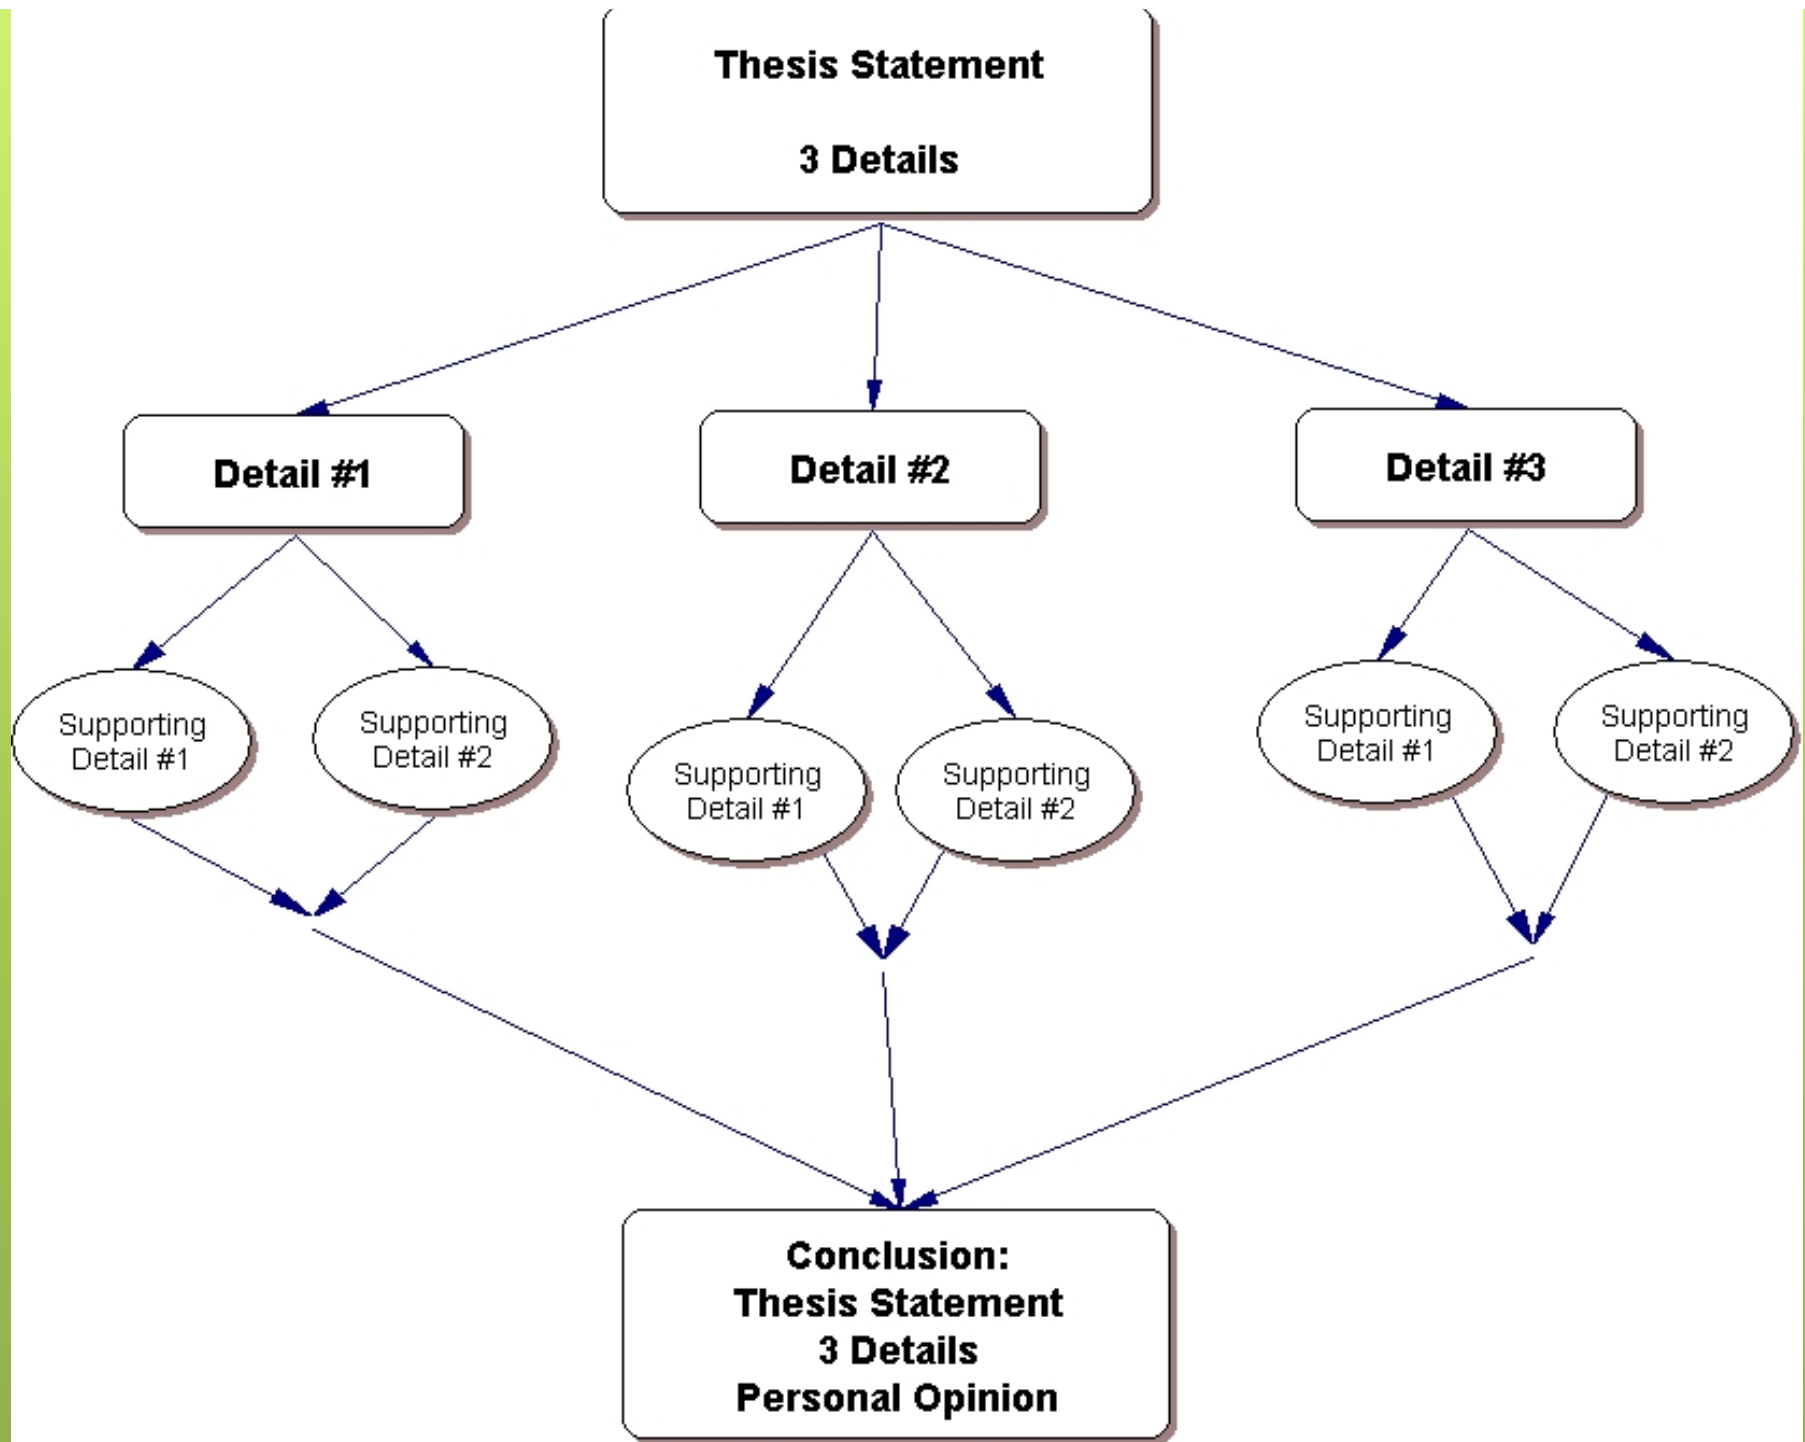 Thesis Statement
3 Details
Detail #1
Detail #2
Detail #3
Supporting
Detail #1
Supporting
Detail #2
Supporting
Detail #1
Supporting
Detail #2
Supporting
Detail #1
Supporting
Detail #2
Conclusion:
Thesis Statement
3 Details
Personal Opinion